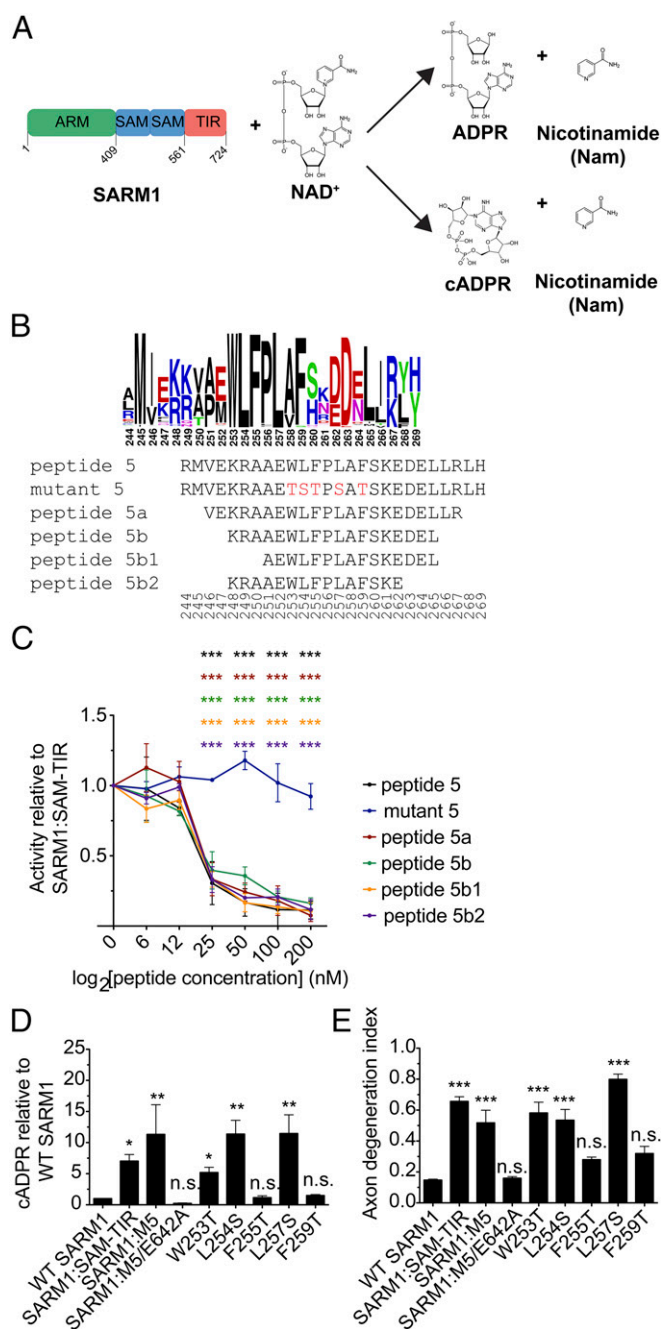 A
ARM SAM SAM TIR
1 409 561 724
SARM1
+
NAD+
ADPR
+
Nicotinamide
(Nam)
cADPR
+
Nicotinamide
(Nam)
B
244 245 246 247 248 249 250 251 252 253 254 255 256 257 258 259 260 261 262 263 264 265 266 267 268 269
peptide 5 RMVEKRAAEWLFPLAFSKEDELLRLH
mutant 5 RMVEKRAAETSTPSATSKEDELLRLH
peptide 5a VEKRAAEWLFPLAFSKEDELLR
peptide 5b KRAAEWLFPLAFSKEDEL
peptide 5b1 AEWLFPLAFSKEDEL
peptide 5b2 KRAAEWLFPLAFSKE
244 245 246 247 248 249 250 251 252 253 254 255 256 257 258 259 260 261 262 263 264 265 266 267 268 269
C
*** *** *** ***
*** *** *** ***
*** *** *** ***
*** *** *** ***
*** *** *** ***
Activity relative to
SARM1:SAM-TIR
1.5
1.0
0.5
0 6 12 25 50 100 200
log2[peptide concentration] (nM)
peptide 5
mutant 5
peptide 5a
peptide 5b
peptide 5b1
peptide 5b2
D
cADPR relative to
WT SARM1
25
20
15
10
5
0
* ** n.s. * ** n.s. ** n.s.
WT SARM1
SARM1:SAM-TIR
SARM1:M5
SARM1:M5/E642A
W253T
L254S
F255T
L257S
F259T
E
Axon degeneration index
1.0
0.8
0.6
0.4
0.2
0.0
*** *** n.s. *** *** n.s. *** n.s.
WT SARM1
SARM1:SAM-TIR
SARM1:M5
SARM1:M5/E642A
W253T
L254S
F255T
L257S
F259T